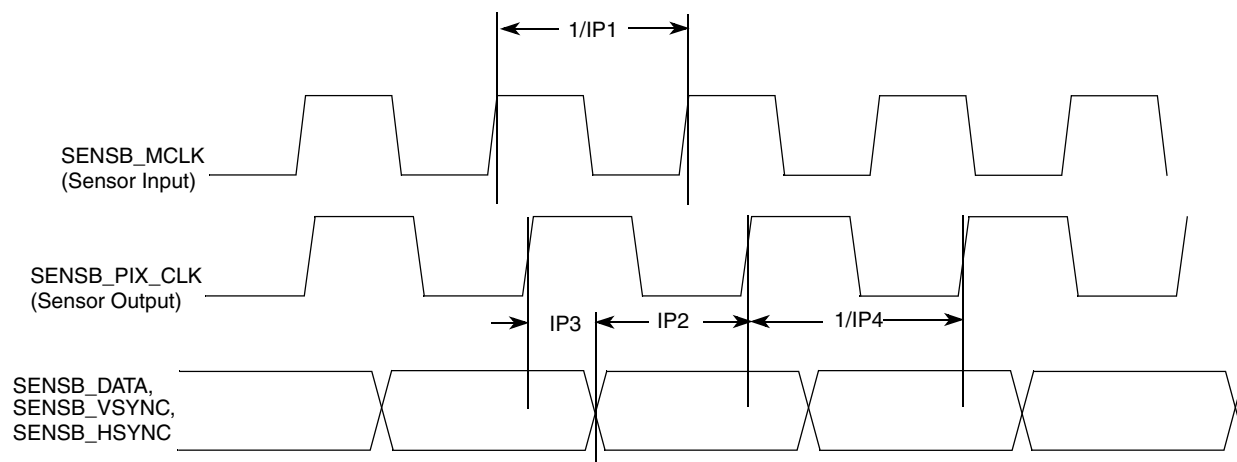 1/IP1
SENSB_MCLK
(Sensor Input)
SENSB_PIX_CLK
(Sensor Output)
IP3
IP2
1/IP4
SENSB_DATA,
SENSB_VSYNC,
SENSB_HSYNC